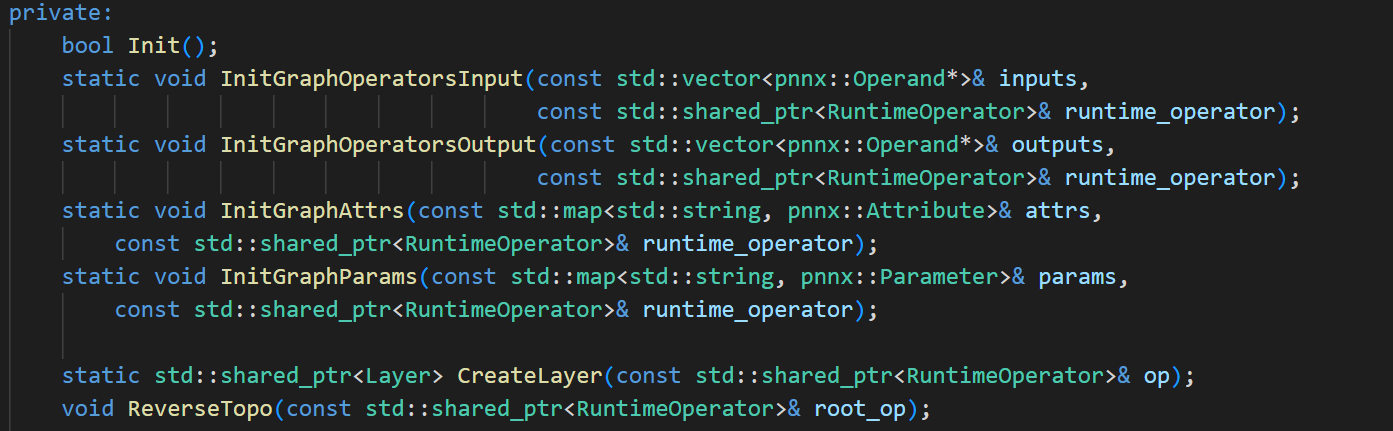 private:
    bool Init();
    static void InitGraphOperatorsInput(const std::vector<pnnx::Operand*>& inputs,
                                        const std::shared_ptr<RuntimeOperator>& runtime_operator);
    static void InitGraphOperatorsOutput(const std::vector<pnnx::Operand*>& outputs,
                                        const std::shared_ptr<RuntimeOperator>& runtime_operator);
    static void InitGraphAttrs(const std::map<std::string, pnnx::Attribute>& attrs,
        const std::shared_ptr<RuntimeOperator>& runtime_operator);
    static void InitGraphParams(const std::map<std::string, pnnx::Parameter>& params,
        const std::shared_ptr<RuntimeOperator>& runtime_operator);

    static std::shared_ptr<Layer> CreateLayer(const std::shared_ptr<RuntimeOperator>& op);
    void ReverseTopo(const std::shared_ptr<RuntimeOperator>& root_op);